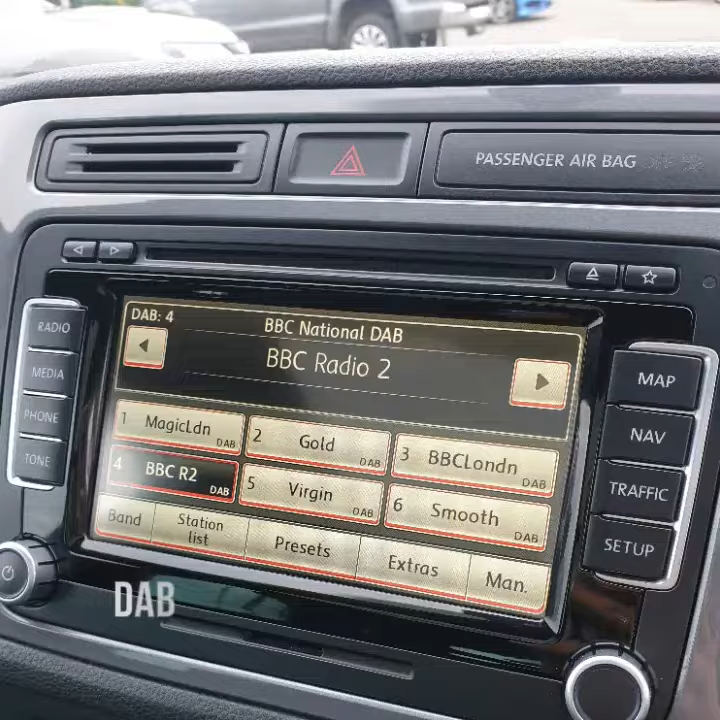 PASSENGER AIR BAG
RADIO
MEDIA
PHONE
TONE
DAB: 4
BBC National DAB
BBC Radio 2
1 MagicLdn DAB
2 Gold DAB
3 BBCLondn DAB
4 BBC R2 DAB
5 Virgin DAB
6 Smooth DAB
Band
Station
list
Presets
Extras
Man.
MAP
NAV
TRAFFIC
SETUP
DAB